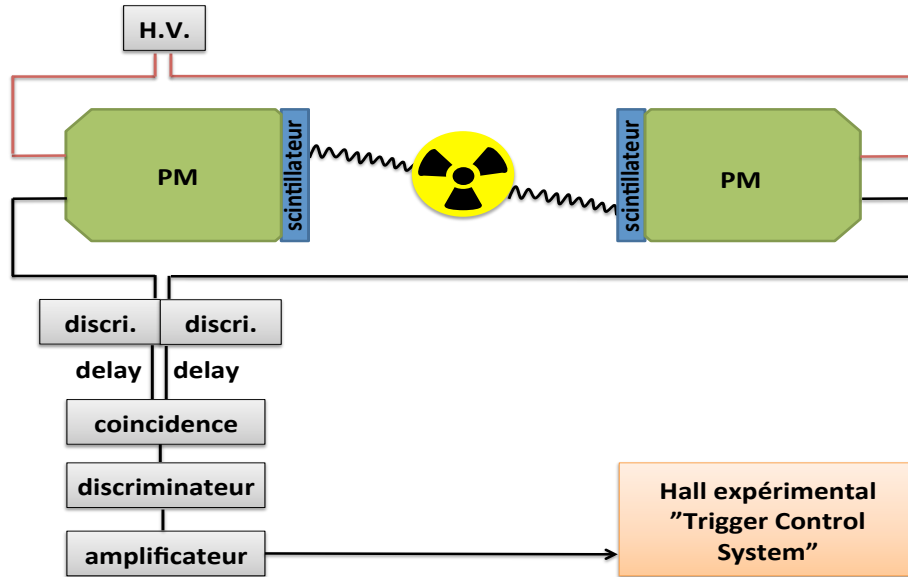 H.V.
PM
scintillateur
scintillateur
PM
discri.
discri.
delay
delay
coincidence
discriminateur
amplificateur
Hall expérimental
”Trigger Control
System”